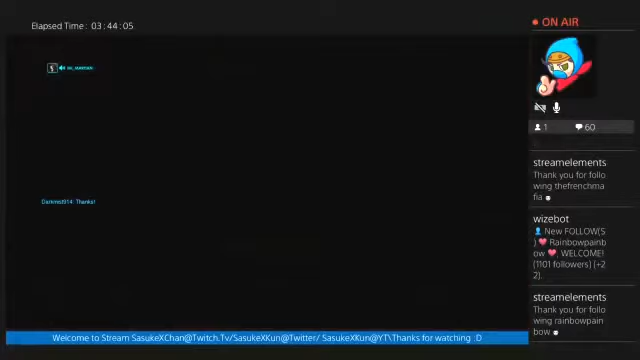 Elapsed Time : 03 : 44 : 05
ON AIR
1
60
streamelements
Thank you for follo
wing thefrenchma
fia
wizebot
New FOLLOW(S
) Rainbowpainb
ow , WELCOME!
(1101 followers) [+2
2].
streamelements
Thank you for follo
wing rainbowpain
bow
Darkmist914: Thanks!
Welcome to Stream SasukeXChan@Twitch.Tv/SasukeXKun@Twitter/ SasukeXKun@YT\Thanks for watching :D